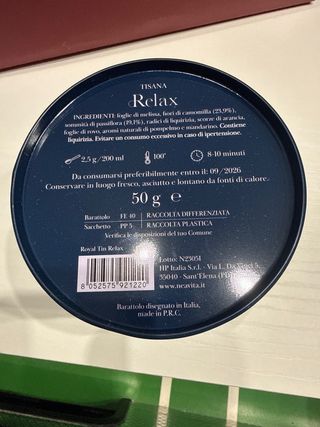 TISANA
Relax
INGREDIENTI: foglie di melissa, fiori di camomilla (23,9%),
sommità di passiflora (19,1%), radici di liquirizia, scorze di arancia,
foglie di rovo, aromi naturali di pompelmo e mandarino. Contiene
liquirizia. Evitare un consumo eccessivo in caso di ipertensione.
2,5 g/200 ml 100° 8-10 minuti
Da consumarsi preferibilmente entro il: 09/2026
Conservare in luogo fresco, asciutto e lontano da fonti di calore.
50 g ℮
Barattolo FE 40 RACCOLTA DIFFERENZIATA
Sacchetto PP 5 RACCOLTA PLASTICA
Verifica le disposizioni del tuo Comune
Royal Tin Relax
Lotto: N23051
HP Italia S.r.l. - Via L. Da Vinci 5,
35040 - Sant'Elena (PD)
www.neavita.it
8 052575 921220
Barattolo disegnato in Italia,
made in P.R.C.